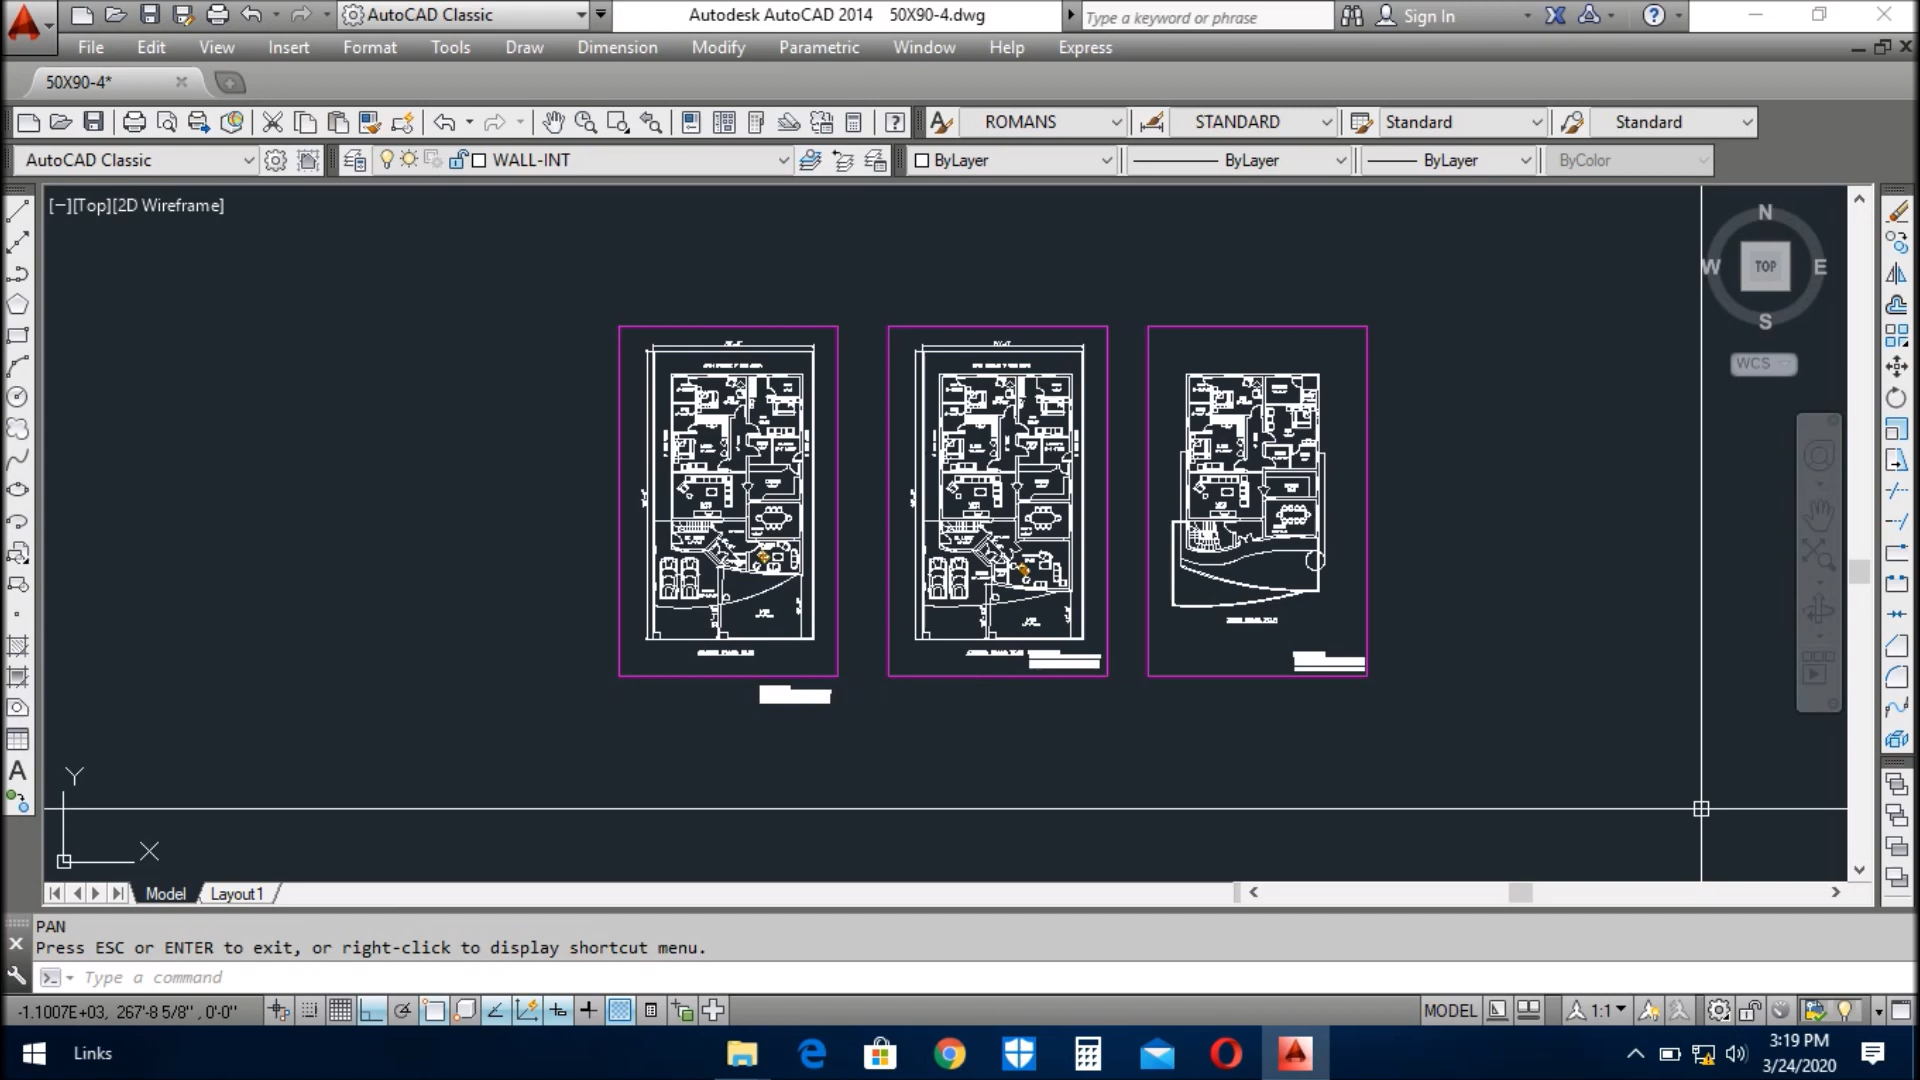 AutoCAD Classic
Autodesk AutoCAD 2014 50X90-4.dwg
Type a keyword or phrase
Sign In
File Edit View Insert Format Tools Draw Dimension Modify Parametric Window Help Express
50X90-4*
ROMANS STANDARD Standard Standard
AutoCAD Classic WALL-INT ByLayer ByLayer ByLayer ByColor
[−][Top][2D Wireframe]
N
W TOP E
S
WCS
Y
X
A
Model Layout1
PAN
Press ESC or ENTER to exit, or right-click to display shortcut menu.
Type a command
-1.1007E+03, 267'-8 5/8", 0'-0" MODEL 1:1
Links
3:19 PM
3/24/2020